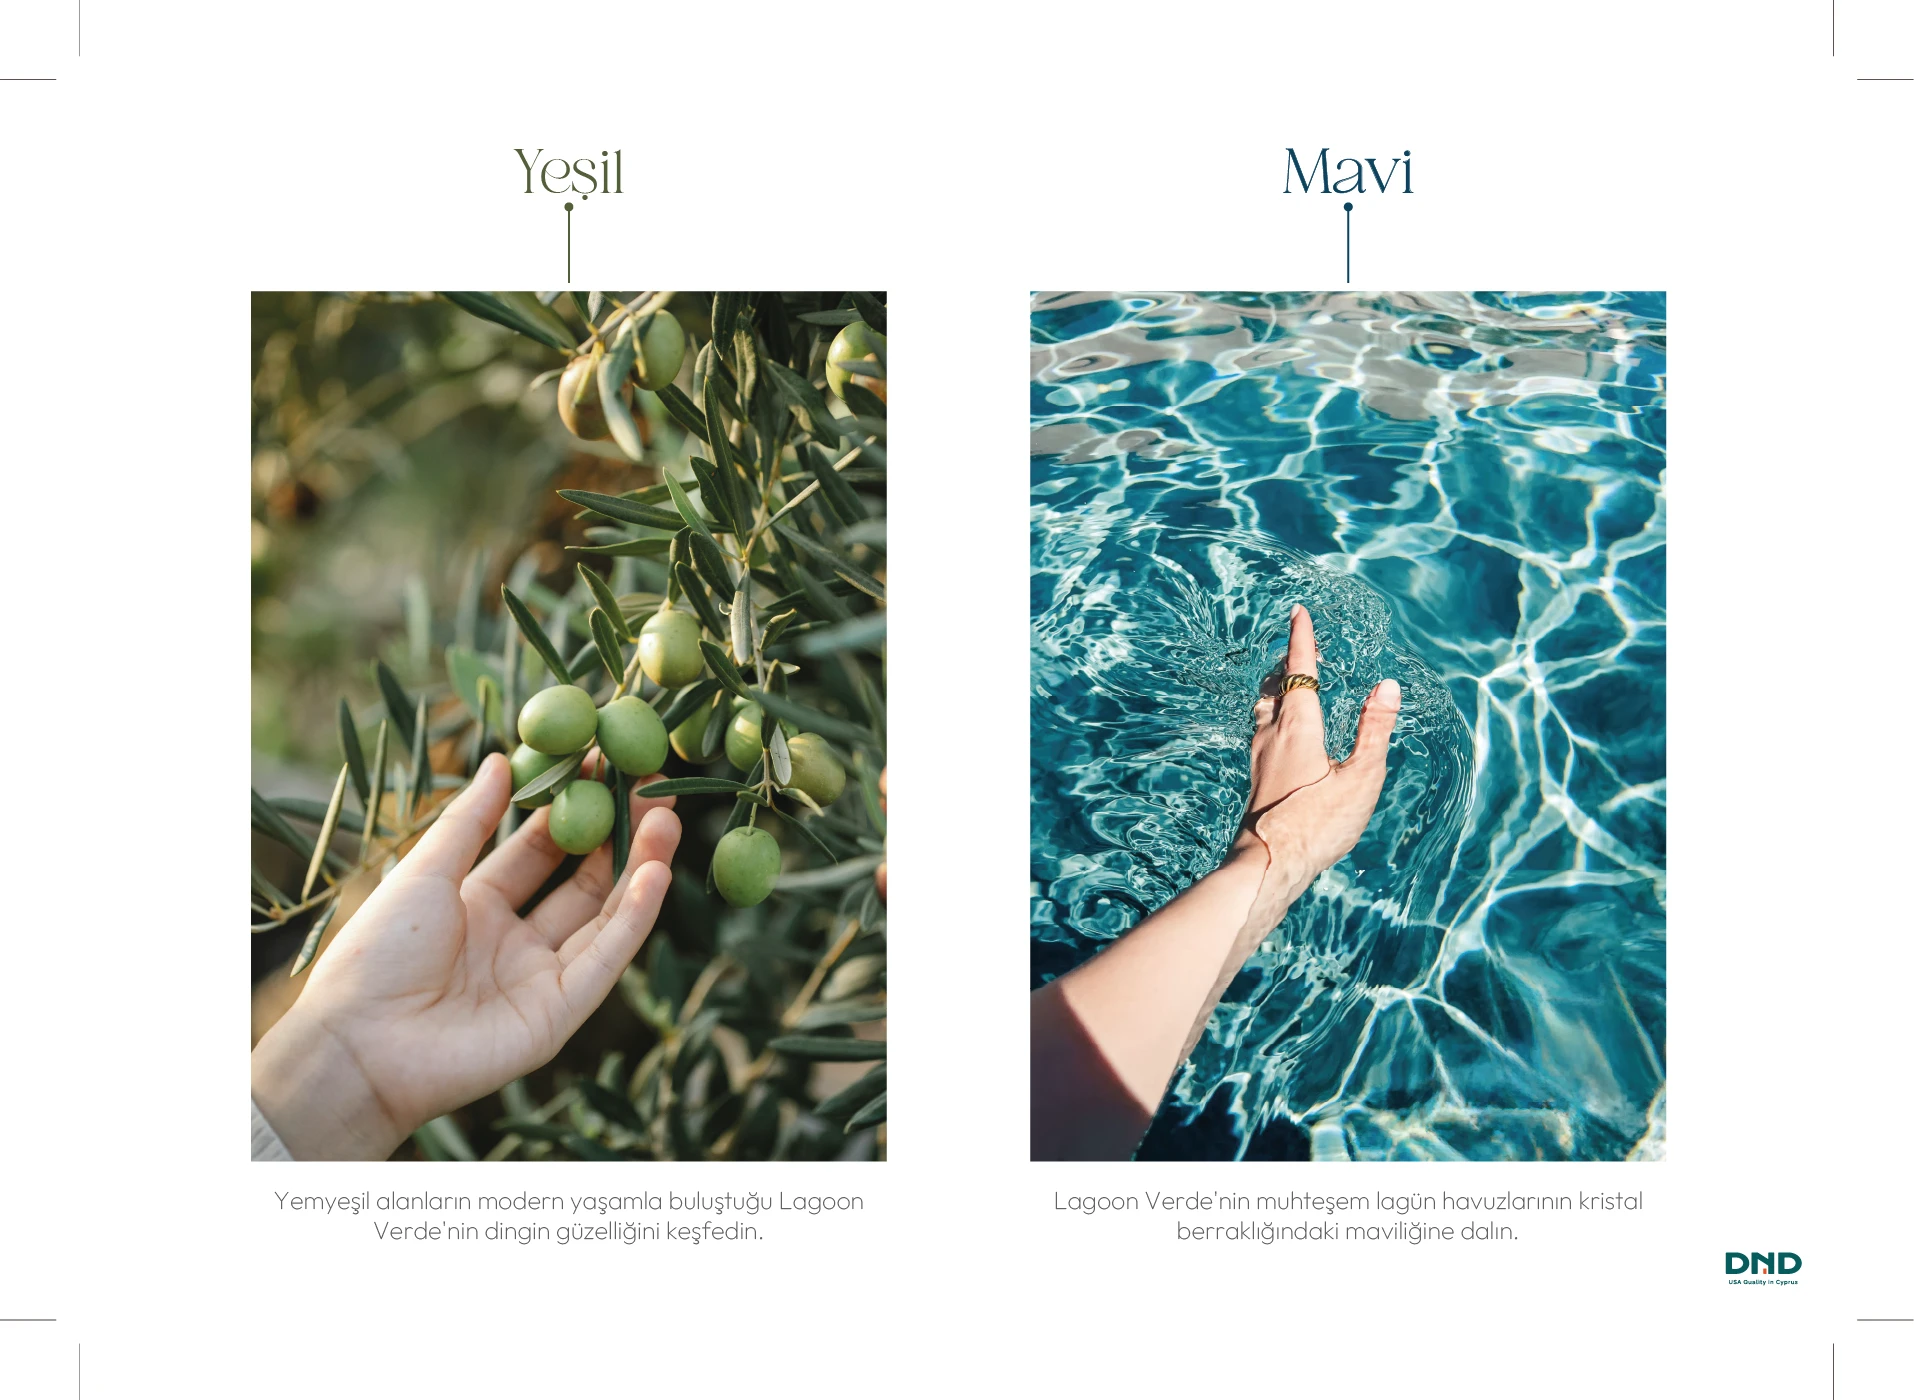 Yeşil
Mavi
Yemyeşil alanların modern yaşamla buluştuğu Lagoon
Verde'nin dingin güzelliğini keşfedin.
Lagoon Verde'nin muhteşem lagün havuzlarının kristal
berraklığındaki maviliğine dalın.
DND
USA Quality in Cyprus